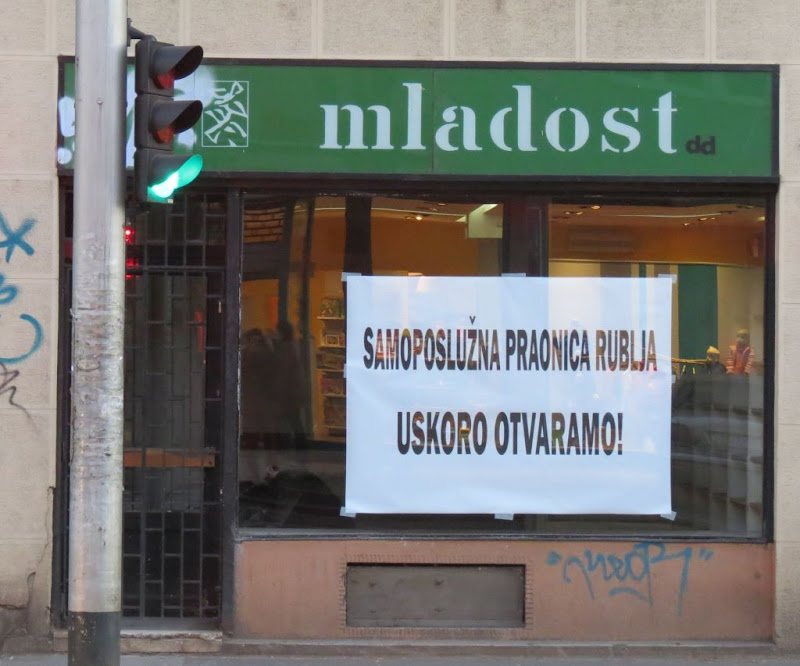 mladost dd
SAMOPOSLUŽNA PRAONICA RUBLJA
USKORO OTVARAMO!